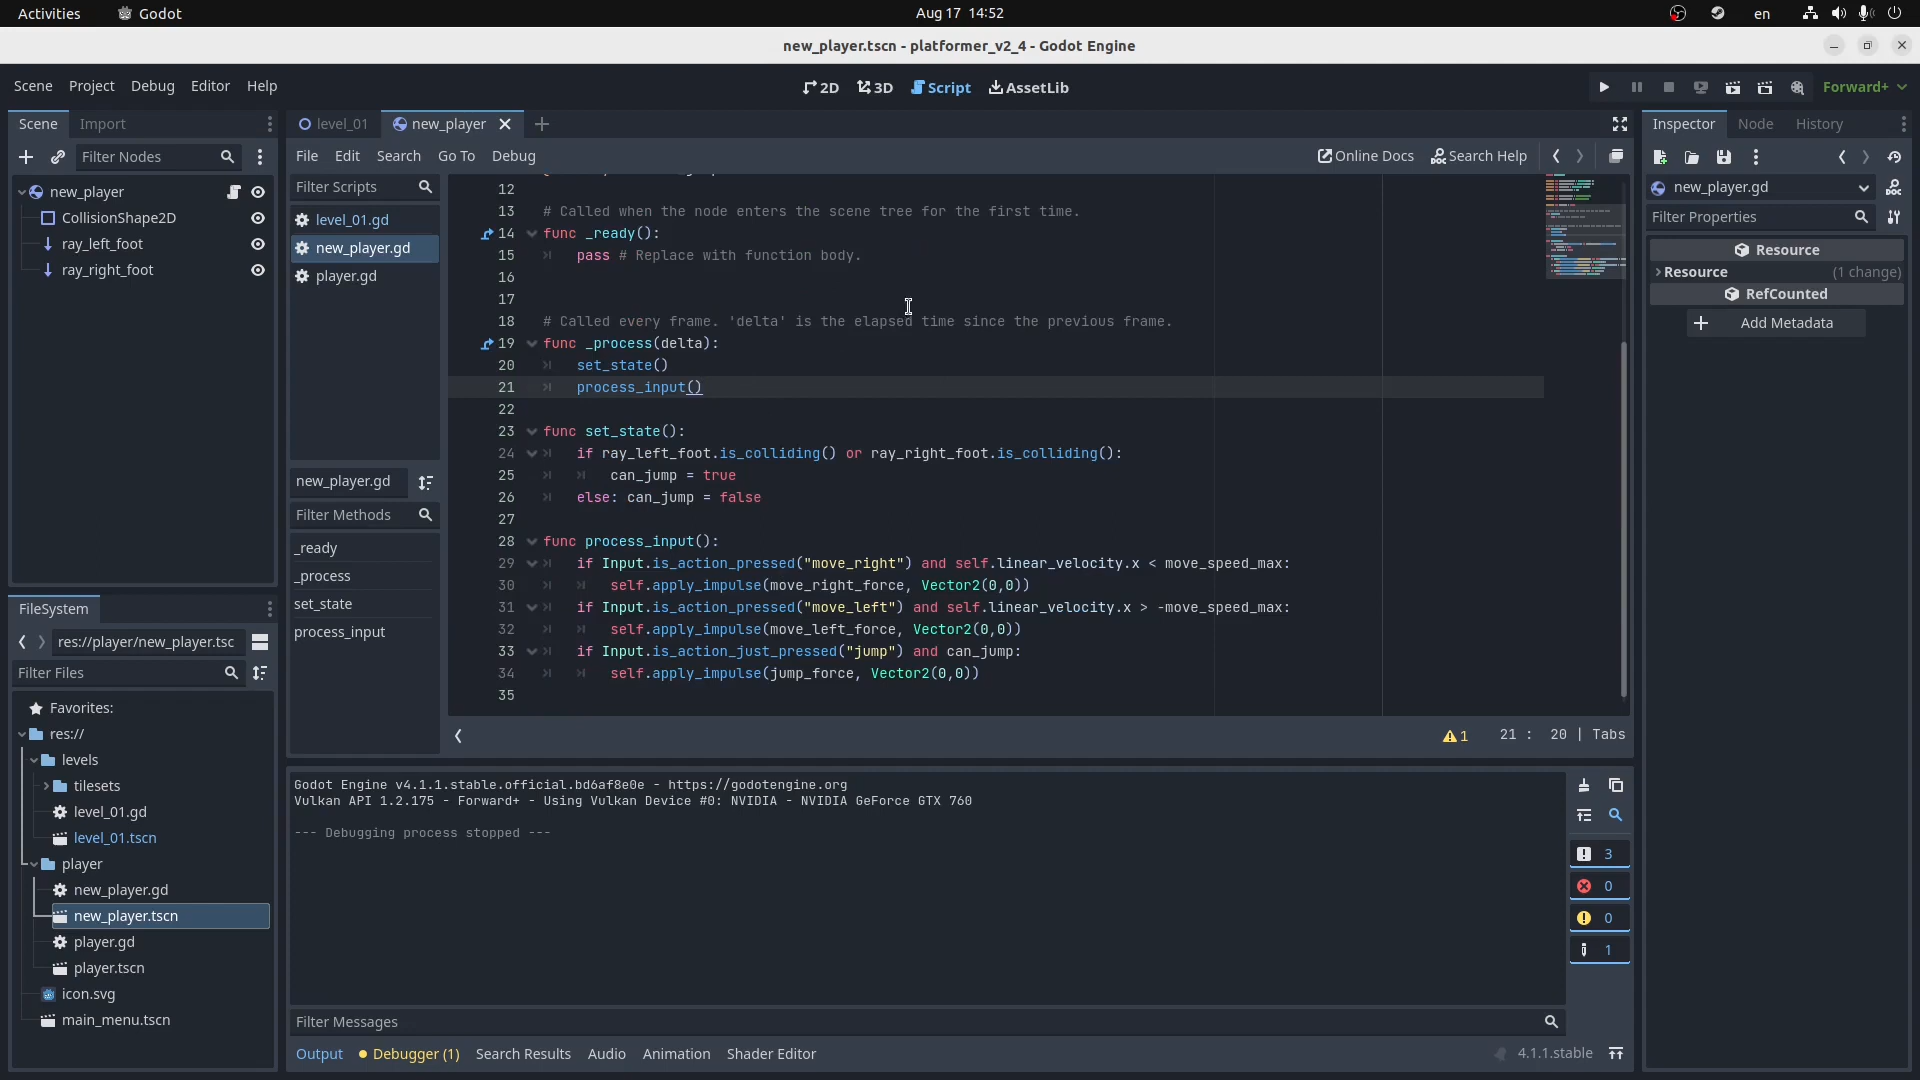 Activities
Godot
Aug 17 14:52
en
new_player.tscn - platformer_v2_4 - Godot Engine
Scene Project Debug Editor Help
2D 3D Script AssetLib
Forward+
Scene Import
level_01 new_player
Inspector Node History
Filter Nodes
File Edit Search Go To Debug
Online Docs Search Help
new_player
CollisionShape2D
ray_left_foot
ray_right_foot
Filter Scripts
level_01.gd
new_player.gd
player.gd
new_player.gd
Filter Methods
_ready
_process
set_state
process_input
12
13 # Called when the node enters the scene tree for the first time.
14 func _ready():
15 pass # Replace with function body.
16
17
18 # Called every frame. 'delta' is the elapsed time since the previous frame.
19 func _process(delta):
20 set_state()
21 process_input()
22
23 func set_state():
24 if ray_left_foot.is_colliding() or ray_right_foot.is_colliding():
25 can_jump = true
26 else: can_jump = false
27
28 func process_input():
29 if Input.is_action_pressed("move_right") and self.linear_velocity.x < move_speed_max:
30 self.apply_impulse(move_right_force, Vector2(0,0))
31 if Input.is_action_pressed("move_left") and self.linear_velocity.x > -move_speed_max:
32 self.apply_impulse(move_left_force, Vector2(0,0))
33 if Input.is_action_just_pressed("jump") and can_jump:
34 self.apply_impulse(jump_force, Vector2(0,0))
35
1 21 : 20 | Tabs
new_player.gd
Filter Properties
Resource
Resource (1 change)
RefCounted
Add Metadata
FileSystem
res://player/new_player.tsc
Filter Files
Favorites:
res://
levels
tilesets
level_01.gd
level_01.tscn
player
new_player.gd
new_player.tscn
player.gd
player.tscn
icon.svg
main_menu.tscn
Godot Engine v4.1.1.stable.official.bd6af8e0e - https://godotengine.org
Vulkan API 1.2.175 - Forward+ - Using Vulkan Device #0: NVIDIA - NVIDIA GeForce GTX 760
--- Debugging process stopped ---
3
0
0
1
Filter Messages
Output Debugger (1) Search Results Audio Animation Shader Editor
4.1.1.stable